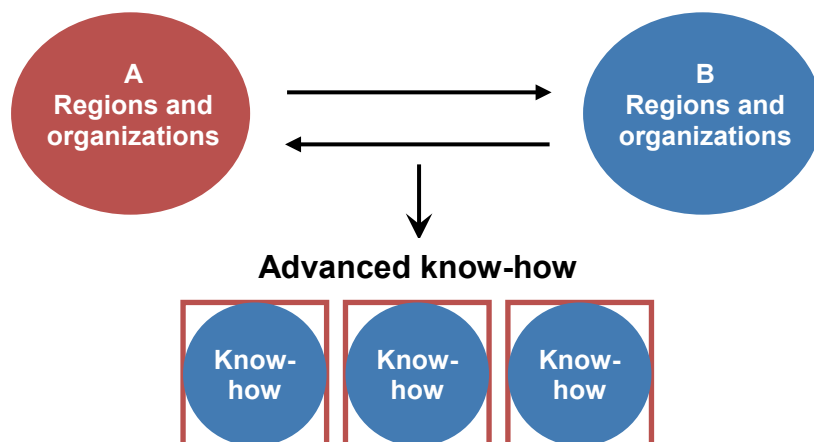 A
Regions and
organizations
B
Regions and
organizations
Advanced know-how
Know-
how
Know-
how
Know-
how